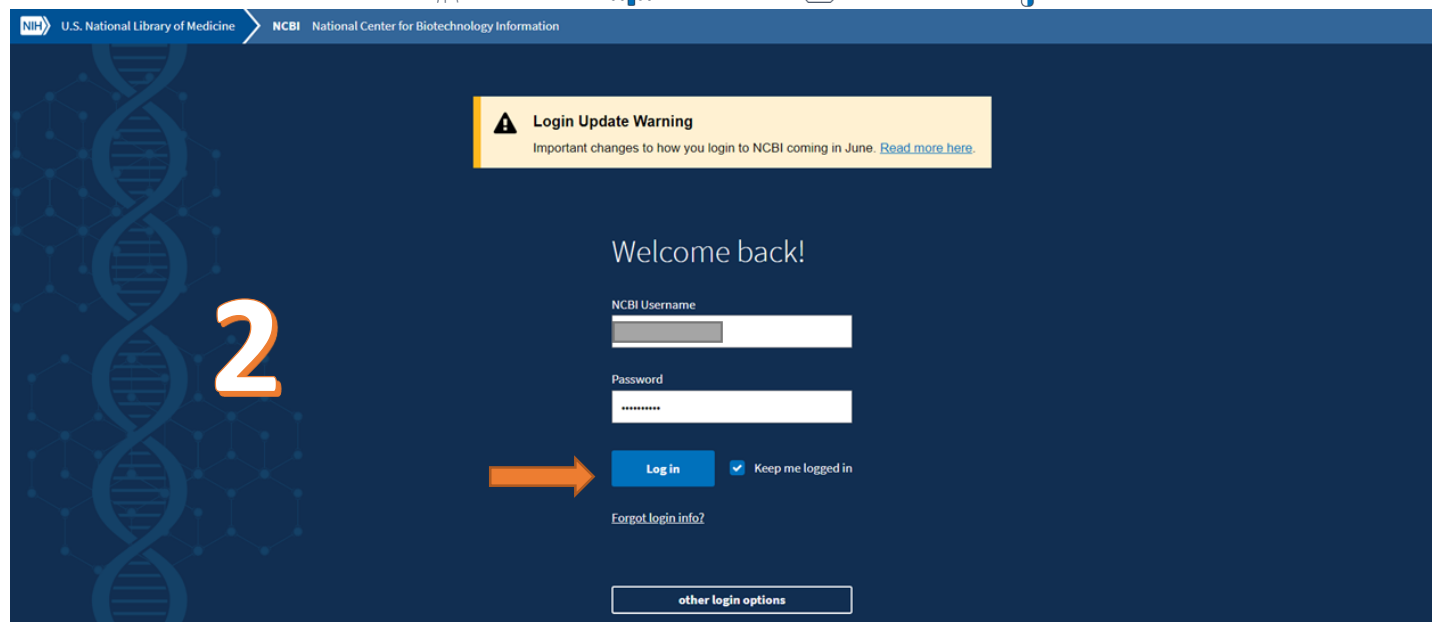 NIH U.S. National Library of Medicine NCBI National Center for Biotechnology Information
Login Update Warning
Important changes to how you login to NCBI coming in June. Read more here.
Welcome back!
NCBI Username
2
Password
••••••••••
Log in Keep me logged in
Forgot login info?
other login options